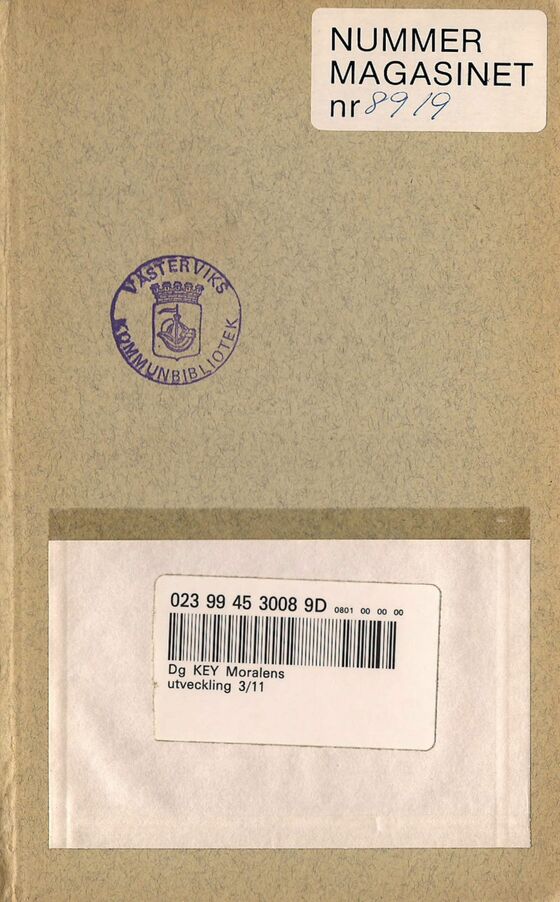 NUMMER
MAGASINET
nr 8919
VÄSTERVIKS
KOMMUNBIBLIOTEK
023 99 45 3008 9D 0801 00 00 00
Dg KEY Moralens
utveckling 3/11